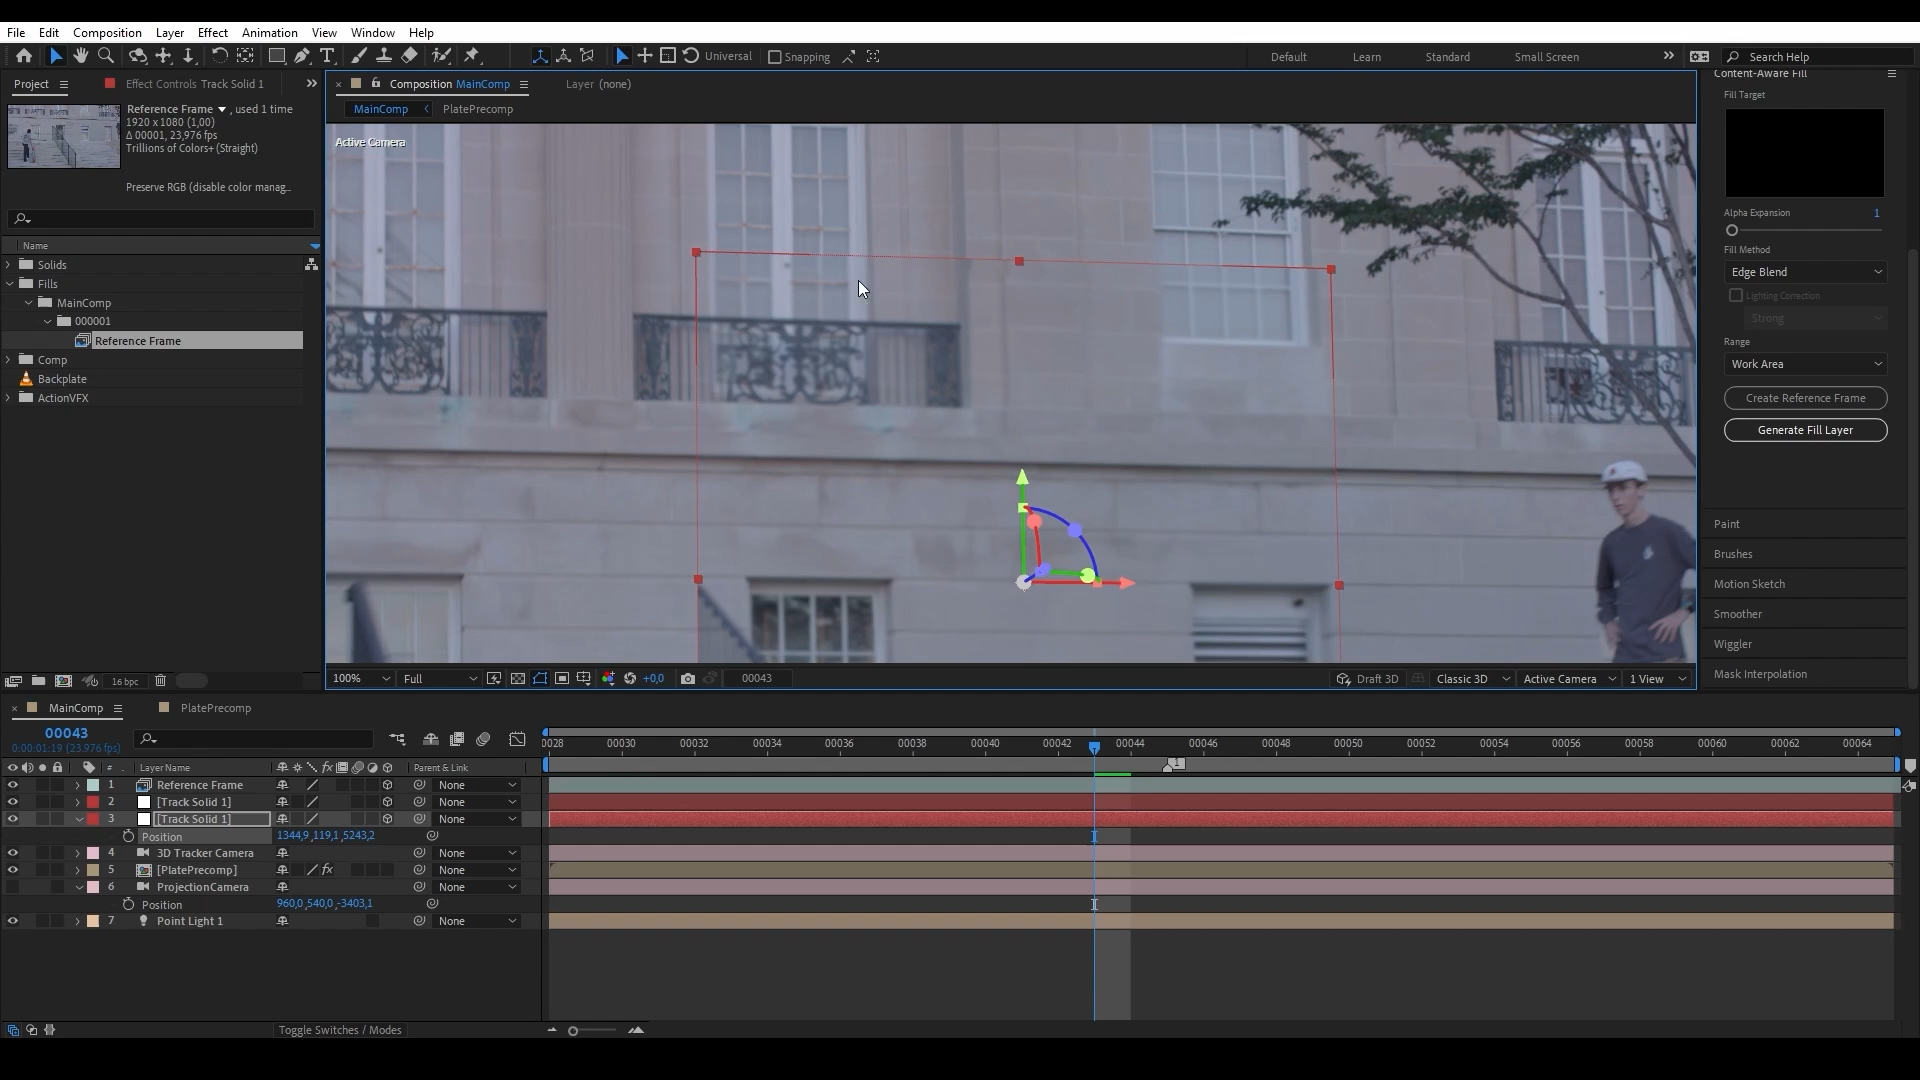 File Edit Composition Layer Effect Animation View Window Help
Universal Snapping Default Learn Standard Small Screen Search Help
Project Effect Controls Track Solid 1
Composition MainComp Layer (none)
MainComp PlatePrecomp
Reference Frame , used 1 time
1920 x 1080 (1,00)
Δ 00001, 23,976 fps
Trillions of Colors+ (Straight)
Preserve RGB (disable color manag...
Name
Solids
Fills
MainComp
000001
Reference Frame
Comp
Backplate
ActionVFX
16 bpc
Active Camera
100% Full +0,0 00043 Draft 3D Classic 3D Active Camera 1 View
Content-Aware Fill
Fill Target
Alpha Expansion 1
Fill Method
Edge Blend
Lighting Correction
Strong
Range
Work Area
Create Reference Frame
Generate Fill Layer
Paint
Brushes
Motion Sketch
Smoother
Wiggler
Mask Interpolation
MainComp PlatePrecomp
00043
0:00:01:19 (23.976 fps)
0028 00030 00032 00034 00036 00038 00040 00042 00044 00046 00048 00050 00052 00054 00056 00058 00060 00062 00064
# Layer Name Parent & Link
1
1 Reference Frame None
2 [Track Solid 1] None
3 [Track Solid 1] None
Position 1344,9,119,1,5243,2
4 3D Tracker Camera None
5 [PlatePrecomp] fx None
6 ProjectionCamera None
Position 960,0,540,0,-3403,1
7 Point Light 1 None
Toggle Switches / Modes